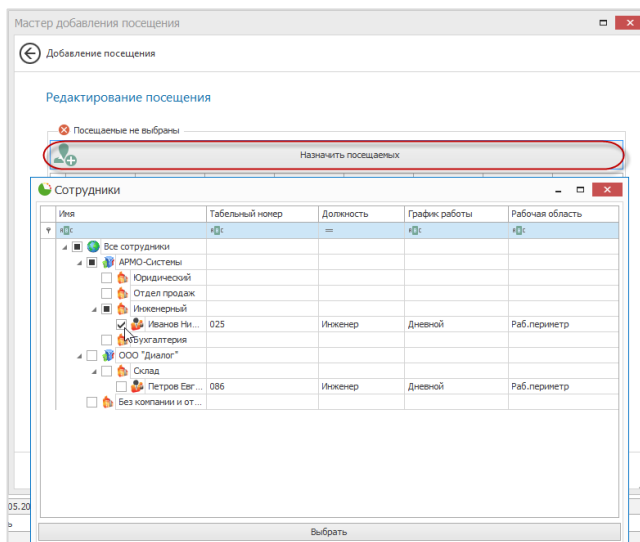 Мастер добавления посещения
Добавление посещения
Редактирование посещения
Посещаемые не выбраны
Назначить посещаемых
Сотрудники
Имя Табельный номер Должность График работы Рабочая область
Все сотрудники
АРМО-Системы
Юридический
Отдел продаж
Инженерный
Иванов Ни... 025 Инженер Дневной Раб.периметр
Бухгалтерия
ООО "Диалог"
Склад
Петров Евг... 086 Инженер Дневной Раб.периметр
Без компании и от...
05.20
Выбрать